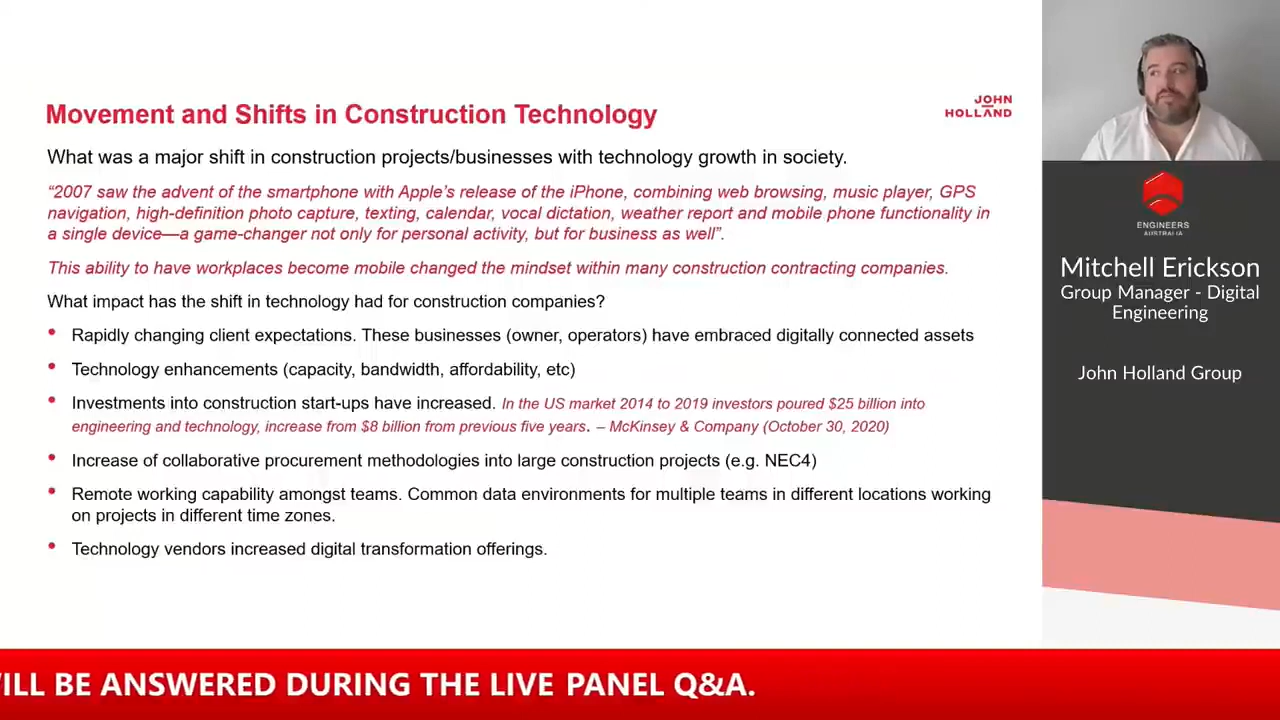 Movement and Shifts in Construction Technology
JOHN
HOLLAND
What was a major shift in construction projects/businesses with technology growth in society.
“2007 saw the advent of the smartphone with Apple’s release of the iPhone, combining web browsing, music player, GPS
navigation, high-definition photo capture, texting, calendar, vocal dictation, weather report and mobile phone functionality in
a single device—a game-changer not only for personal activity, but for business as well”.
This ability to have workplaces become mobile changed the mindset within many construction contracting companies.
What impact has the shift in technology had for construction companies?
• Rapidly changing client expectations. These businesses (owner, operators) have embraced digitally connected assets
• Technology enhancements (capacity, bandwidth, affordability, etc)
• Investments into construction start-ups have increased. In the US market 2014 to 2019 investors poured $25 billion into
engineering and technology, increase from $8 billion from previous five years. – McKinsey & Company (October 30, 2020)
• Increase of collaborative procurement methodologies into large construction projects (e.g. NEC4)
• Remote working capability amongst teams. Common data environments for multiple teams in different locations working
on projects in different time zones.
• Technology vendors increased digital transformation offerings.
ENGINEERS
AUSTRALIA
Mitchell Erickson
Group Manager - Digital
Engineering
John Holland Group
ILL BE ANSWERED DURING THE LIVE PANEL Q&A.